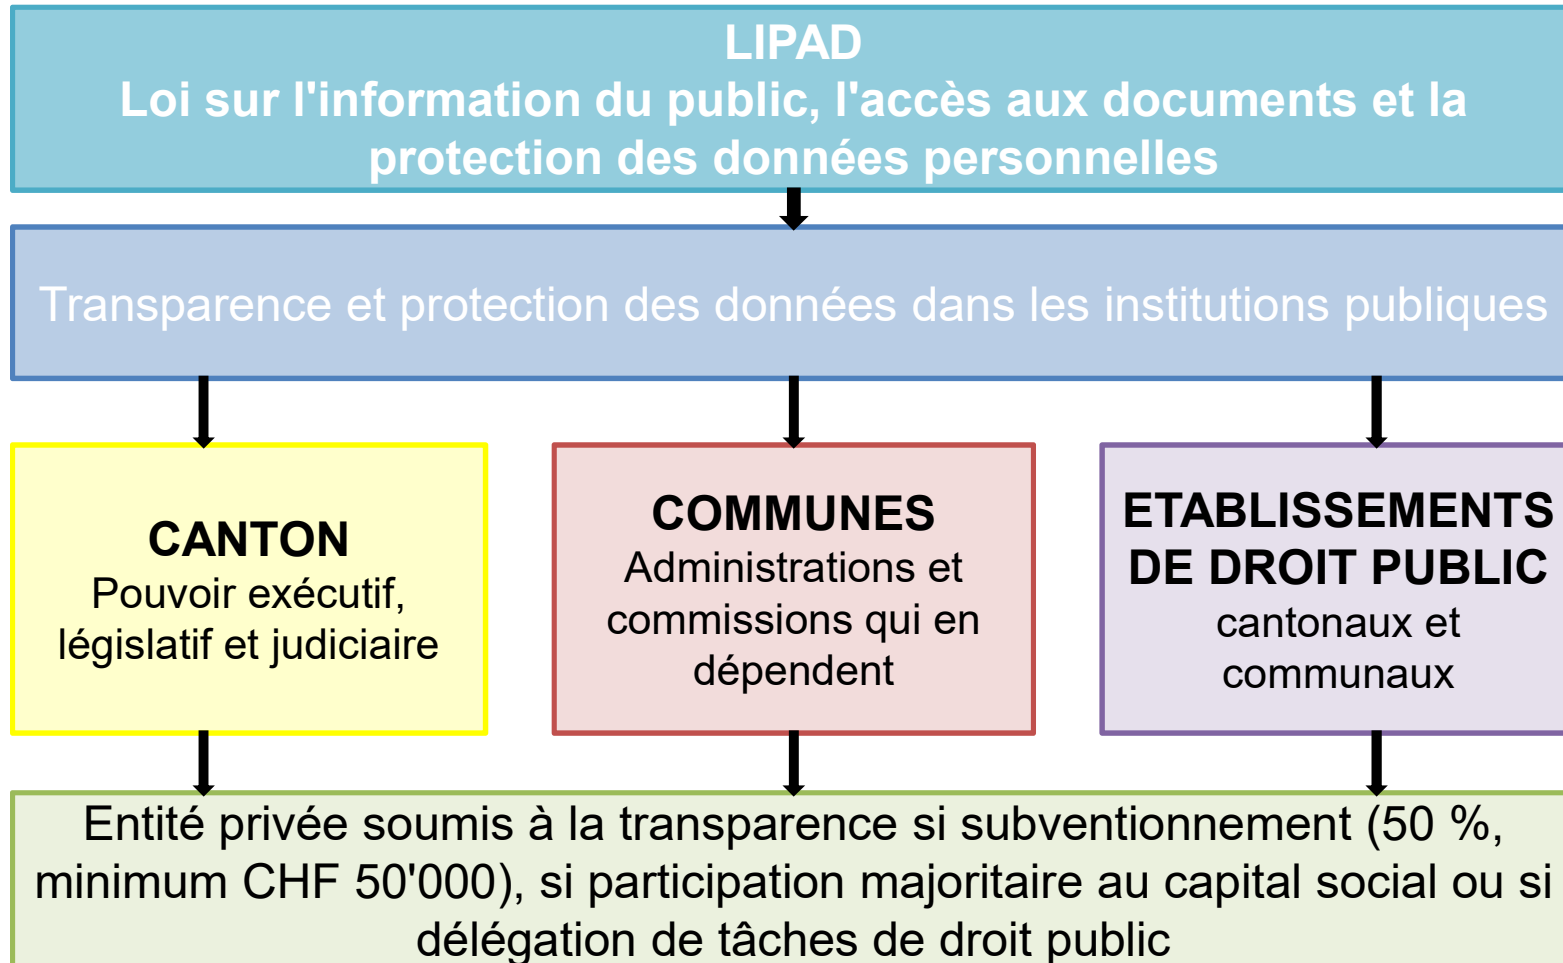 LIPAD
Loi sur l'information du public, l'accès aux documents et la
protection des données personnelles
Transparence et protection des données dans les institutions publiques
CANTON
Pouvoir exécutif,
législatif et judiciaire
COMMUNES
Administrations et
commissions qui en
dépendent
ETABLISSEMENTS
DE DROIT PUBLIC
cantonaux et
communaux
Entité privée soumis à la transparence si subventionnement (50 %,
minimum CHF 50'000), si participation majoritaire au capital social ou si
délégation de tâches de droit public